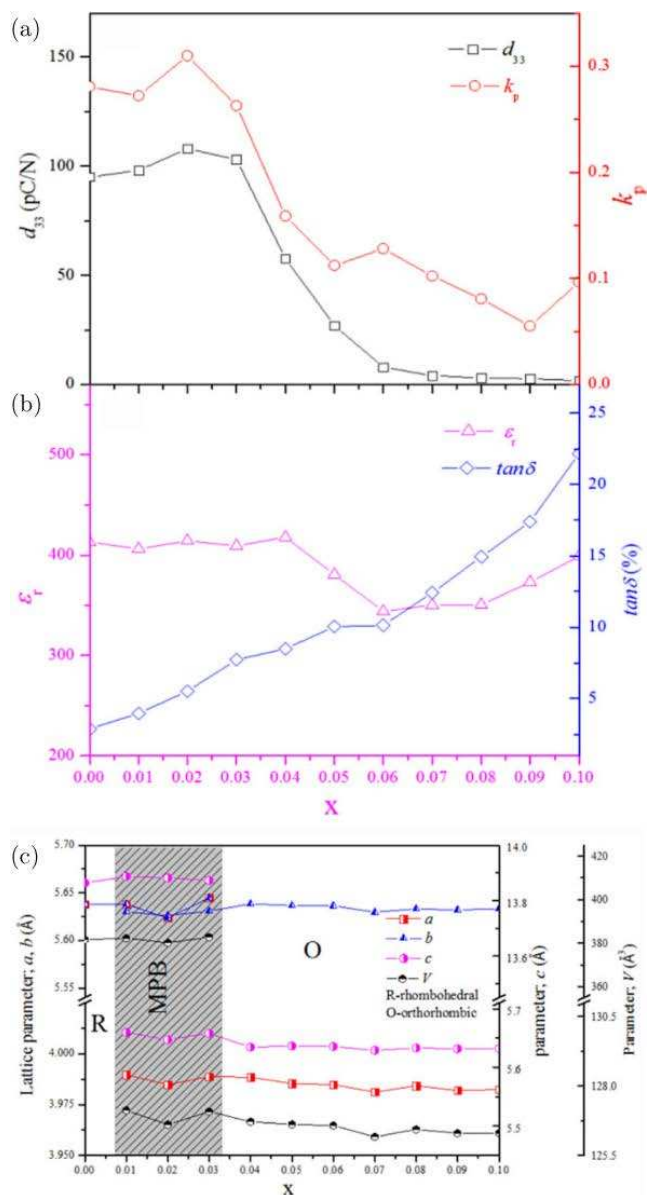 (a)
150
100
50
0
d33 (pC/N)
d33
kp
0.3
0.2
0.1
0.0
kp
(b)
500
400
300
200
εr
εr
tanδ
25
20
15
10
5
tanδ(%)
0.00 0.01 0.02 0.03 0.04 0.05 0.06 0.07 0.08 0.09 0.10
X
(c)
5.70
5.65
5.60
5.55
4.000
3.975
3.950
Lattice parameter; a, b (Å)
R
MPB
O
a
b
c
V
R-rhombohedral
O-orthorhombic
14.0
13.8
13.6
5.7
5.6
5.5
parameter; c (Å)
420
400
380
360
130.5
128.0
125.5
Parameter; V (Å³)
0.00 0.01 0.02 0.03 0.04 0.05 0.06 0.07 0.08 0.09 0.10
X